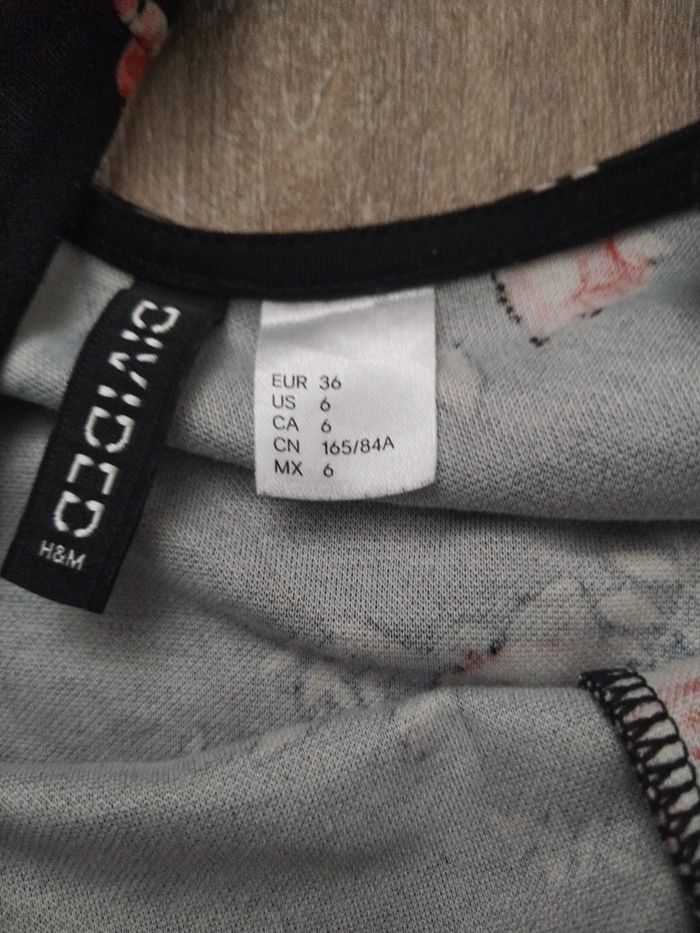 DIVIDED
H&M
EUR 36
US 6
CA 6
CN 165/84A
MX 6